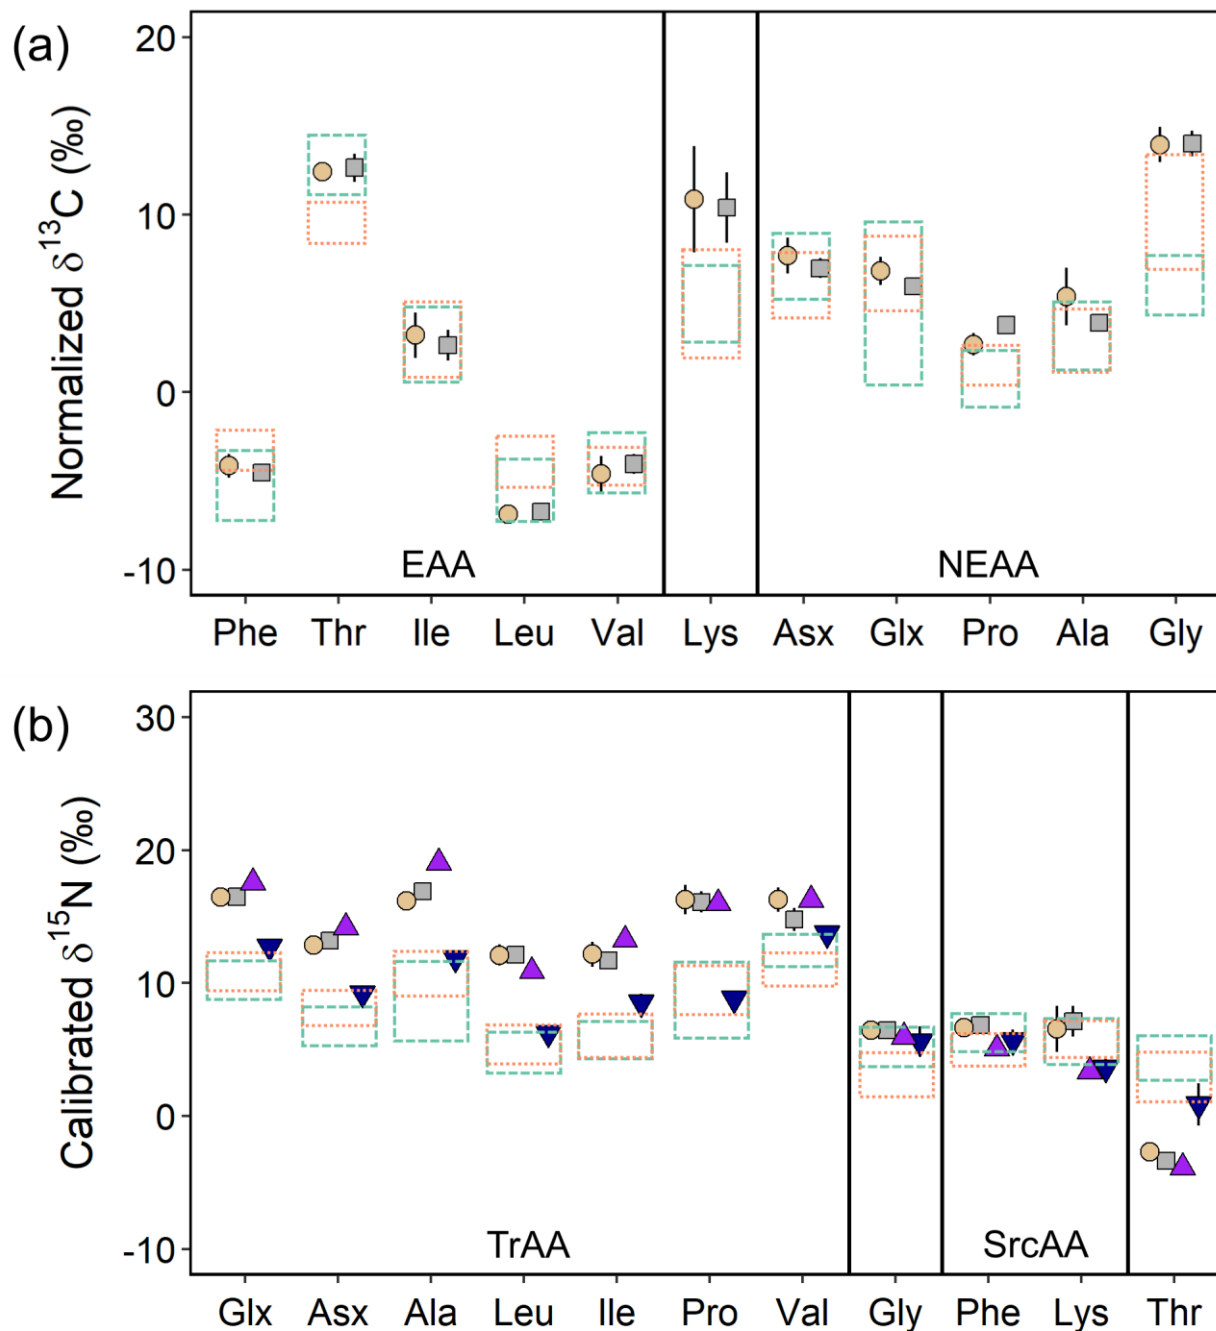 (a)
Normalized δ¹³C (‰)
20
10
0
-10
EAA
NEAA
Phe Thr Ile Leu Val Lys Asx Glx Pro Ala Gly
(b)
Calibrated δ¹⁵N (‰)
30
20
10
0
-10
TrAA
SrcAA
Glx Asx Ala Leu Ile Pro Val Gly Phe Lys Thr